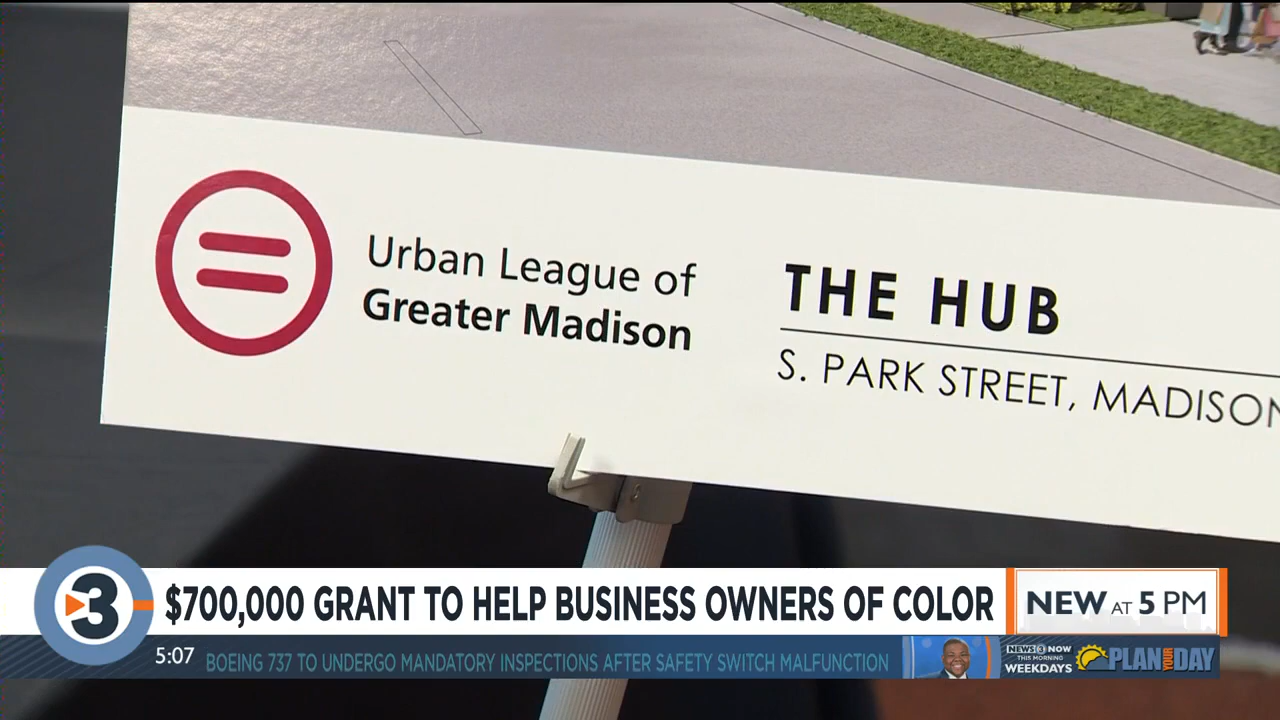 Urban League of
Greater Madison
THE HUB
S. PARK STREET, MADISON
3
$700,000 GRANT TO HELP BUSINESS OWNERS OF COLOR
NEW AT 5 PM
5:07
BOEING 737 TO UNDERGO MANDATORY INSPECTIONS AFTER SAFETY SWITCH MALFUNCTION
NEWS 3 NOW
THIS MORNING
WEEKDAYS
PLAN YOUR DAY